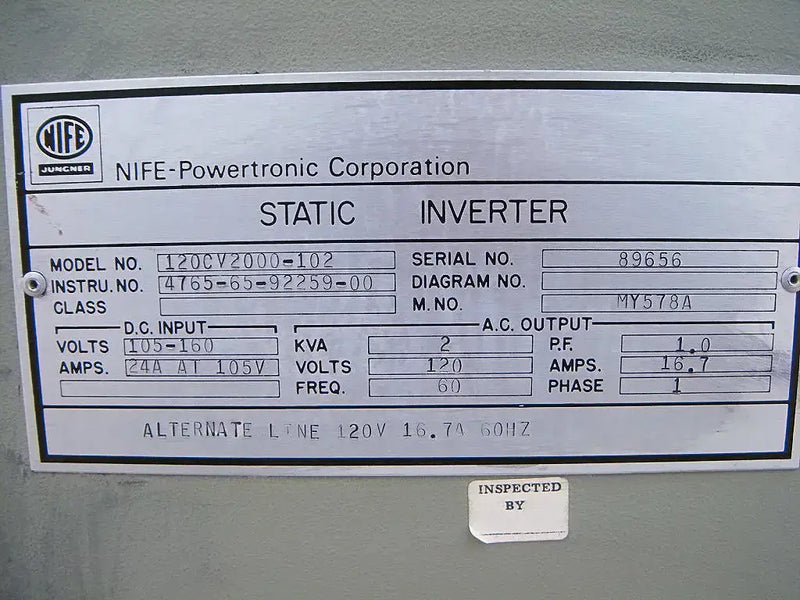 NIFE
JUNGNER
NIFE-Powertronic Corporation
STATIC INVERTER
MODEL NO. 120CV2000-102 SERIAL NO. 89656
INSTRU. NO. 4765-65-92259-00 DIAGRAM NO.
CLASS M. NO. MY578A
D.C. INPUT A.C. OUTPUT
VOLTS 105-160 KVA 2 P.F. 1.0
AMPS. 24A AT 105V VOLTS 120 AMPS. 16.7
FREQ. 60 PHASE 1
ALTERNATE LINE 120V 16.7A 60HZ
INSPECTED
BY